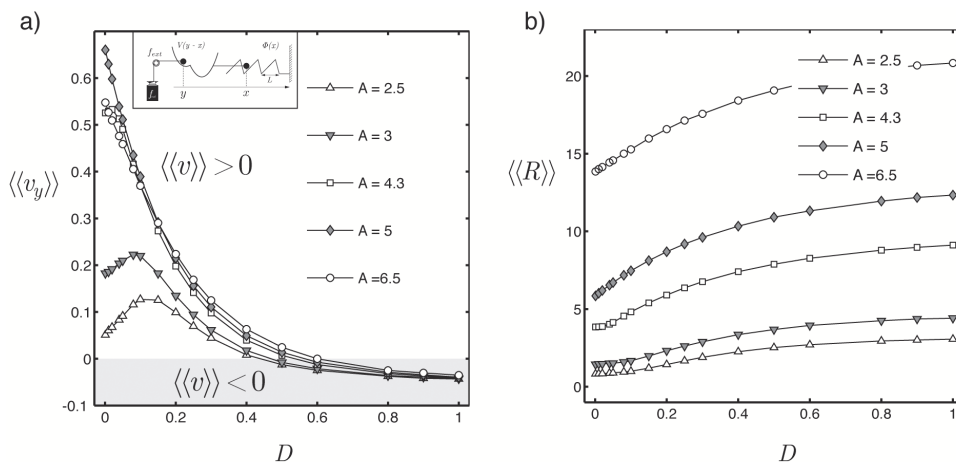 a)
f_ext
V(y - x)
Φ(x)
L
y
x
0.6
0.5
0.4
0.3
0.2
0.1
0
-0.1
⟨⟨v_y⟩⟩
⟨⟨v⟩⟩ > 0
⟨⟨v⟩⟩ < 0
A = 2.5
A = 3
A = 4.3
A = 5
A =6.5
0
0.2
0.4
0.6
0.8
1
D
b)
20
15
10
5
0
⟨⟨R⟩⟩
A = 2.5
A = 3
A = 4.3
A = 5
A =6.5
0
0.2
0.4
0.6
0.8
1
D